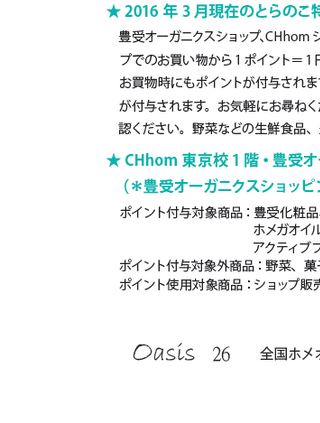 ★ 2016 年 3 月現在のとらのこ特
豊受オーガニクスショップ、CHhom シ
プでのお買い物から 1 ポイント＝ 1 F
お買物時にもポイントが付与されま
が付与されます。お気軽にお尋ねく
認ください。野菜などの生鮮食品、
★ CHhom 東京校 1 階・豊受オー
（＊豊受オーガニクスショッピン
ポイント付与対象商品：豊受化粧品、
ホメガオイル
アクティブフ
ポイント付与対象外商品：野菜、菓子
ポイント使用対象商品：ショップ販売
Oasis 26 全国ホメオ